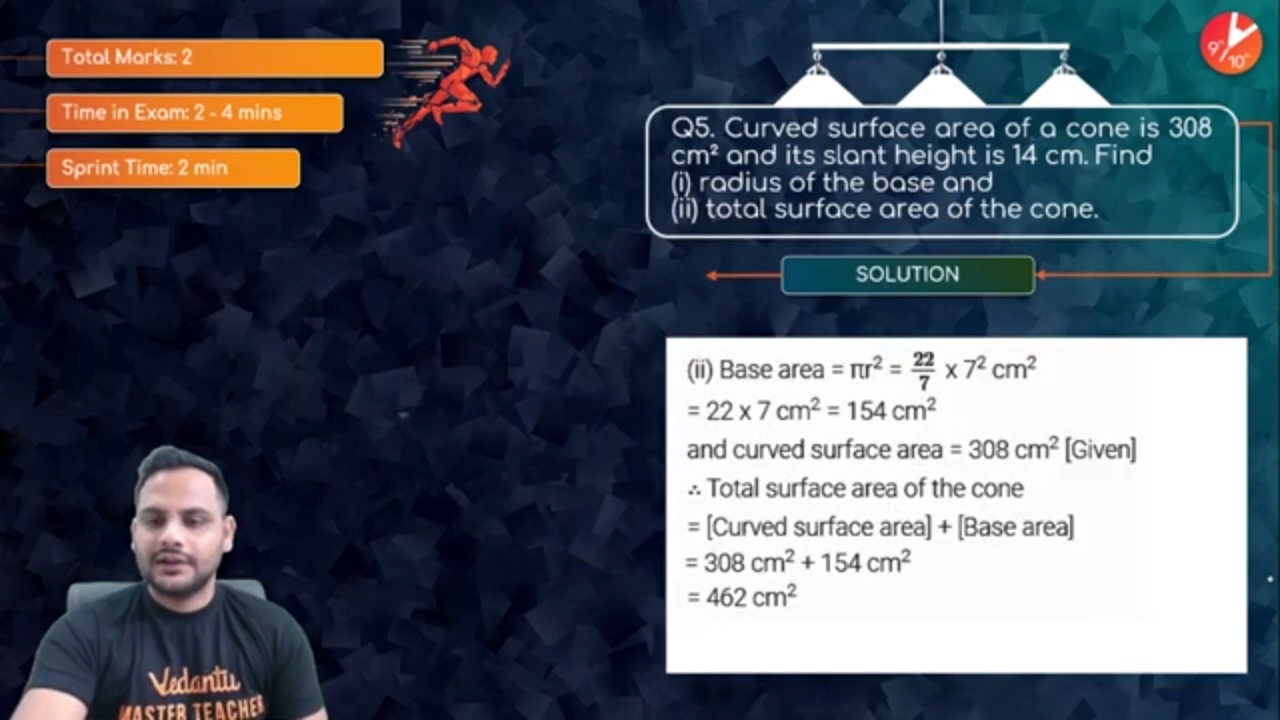 Total Marks: 2
Time in Exam: 2 - 4 mins
Sprint Time: 2 min
9th/10th
Q5. Curved surface area of a cone is 308
cm² and its slant height is 14 cm. Find
(i) radius of the base and
(ii) total surface area of the cone.
SOLUTION
(ii) Base area = πr² = 22/7 x 7² cm²
= 22 x 7 cm² = 154 cm²
and curved surface area = 308 cm² [Given]
∴ Total surface area of the cone
= [Curved surface area] + [Base area]
= 308 cm² + 154 cm²
= 462 cm²
Vedantu
MASTER TEACHER